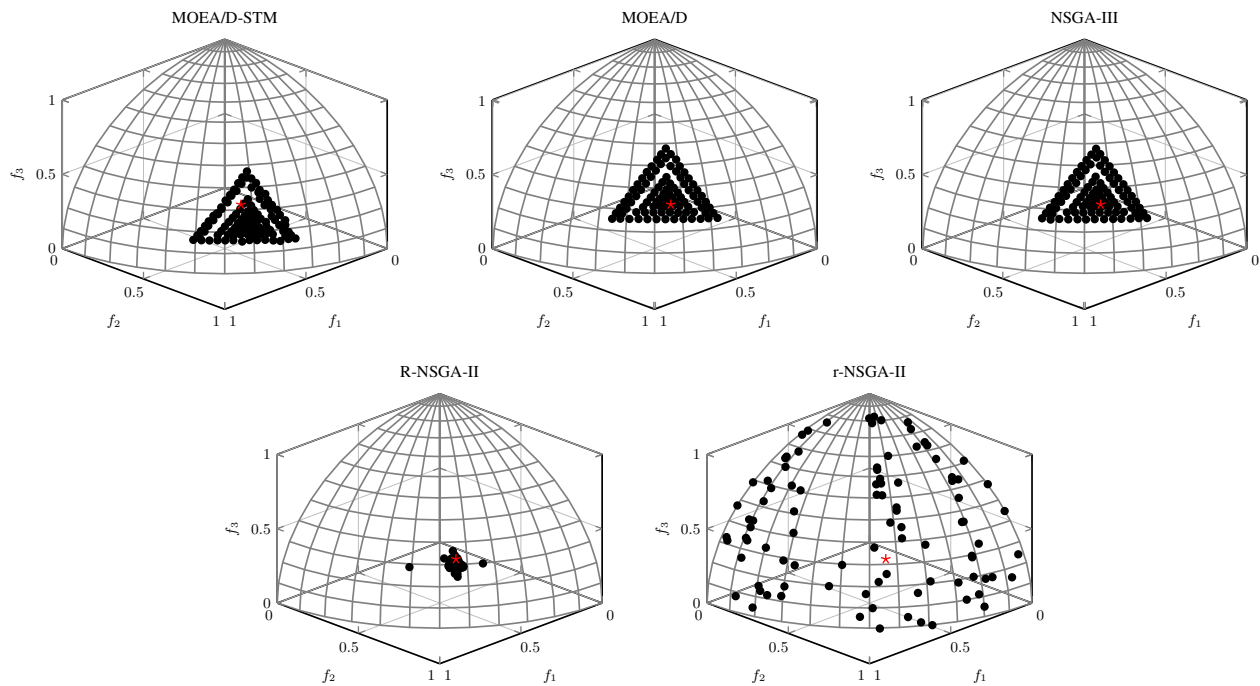 MOEA/D-STM MOEA/D NSGA-III
1 1 1
f3 0.5 f3 0.5 f3 0.5
0 0 0
0 0 0 0 0 0
0.5 0.5 0.5 0.5 0.5 0.5
f2 1 1 f1 f2 1 1 f1 f2 1 1 f1
R-NSGA-II r-NSGA-II
1 1
f3 0.5 f3 0.5
0 0
0 0 0 0
0.5 0.5 0.5 0.5
f2 1 1 f1 f2 1 1 f1